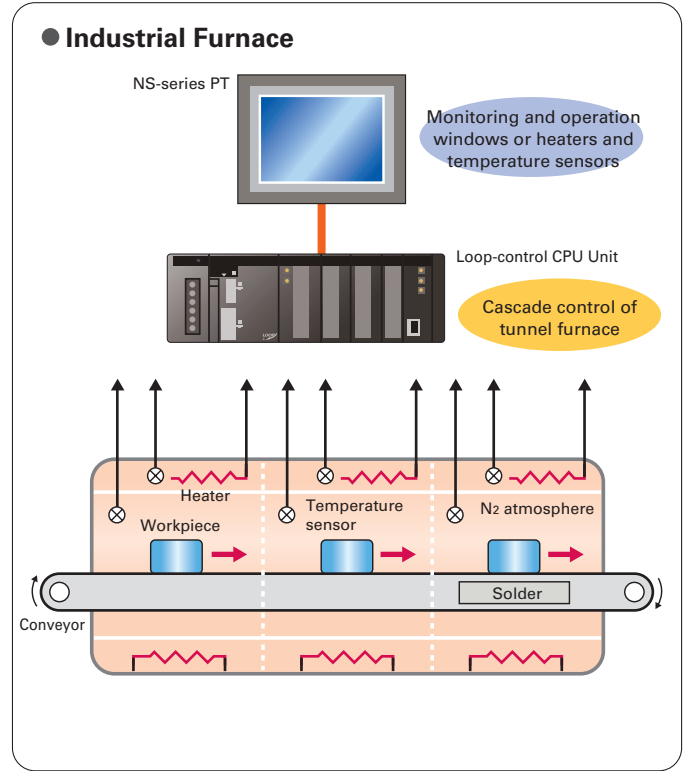 ● Industrial Furnace
NS-series PT
Monitoring and operation
windows or heaters and
temperature sensors
Loop-control CPU Unit
Cascade control of
tunnel furnace
Heater
Temperature
sensor
N2 atmosphere
Workpiece
Solder
Conveyor